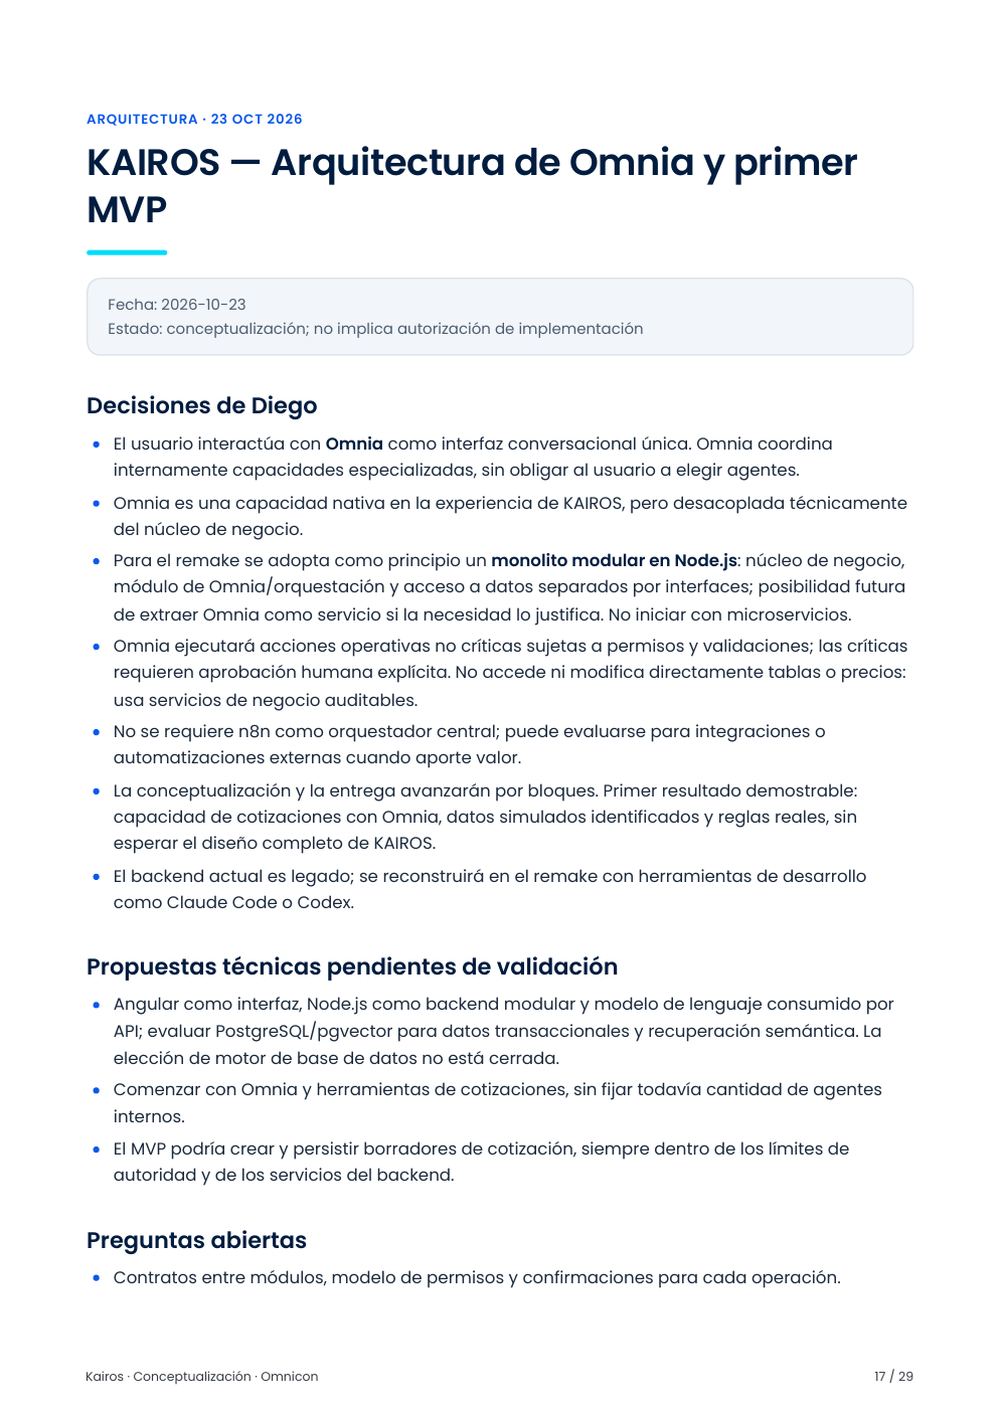 ARQUITECTURA · 23 OCT 2026
KAIROS — Arquitectura de Omnia y primer
MVP
Fecha: 2026-10-23
Estado: conceptualización; no implica autorización de implementación
Decisiones de Diego
• El usuario interactúa con Omnia como interfaz conversacional única. Omnia coordina
internamente capacidades especializadas, sin obligar al usuario a elegir agentes.
• Omnia es una capacidad nativa en la experiencia de KAIROS, pero desacoplada técnicamente
del núcleo de negocio.
• Para el remake se adopta como principio un monolito modular en Node.js: núcleo de negocio,
módulo de Omnia/orquestación y acceso a datos separados por interfaces; posibilidad futura
de extraer Omnia como servicio si la necesidad lo justifica. No iniciar con microservicios.
• Omnia ejecutará acciones operativas no críticas sujetas a permisos y validaciones; las críticas
requieren aprobación humana explícita. No accede ni modifica directamente tablas o precios:
usa servicios de negocio auditables.
• No se requiere n8n como orquestador central; puede evaluarse para integraciones o
automatizaciones externas cuando aporte valor.
• La conceptualización y la entrega avanzarán por bloques. Primer resultado demostrable:
capacidad de cotizaciones con Omnia, datos simulados identificados y reglas reales, sin
esperar el diseño completo de KAIROS.
• El backend actual es legado; se reconstruirá en el remake con herramientas de desarrollo
como Claude Code o Codex.
Propuestas técnicas pendientes de validación
• Angular como interfaz, Node.js como backend modular y modelo de lenguaje consumido por
API; evaluar PostgreSQL/pgvector para datos transaccionales y recuperación semántica. La
elección de motor de base de datos no está cerrada.
• Comenzar con Omnia y herramientas de cotizaciones, sin fijar todavía cantidad de agentes
internos.
• El MVP podría crear y persistir borradores de cotización, siempre dentro de los límites de
autoridad y de los servicios del backend.
Preguntas abiertas
• Contratos entre módulos, modelo de permisos y confirmaciones para cada operación.
Kairos · Conceptualización · Omnicon
17 / 29